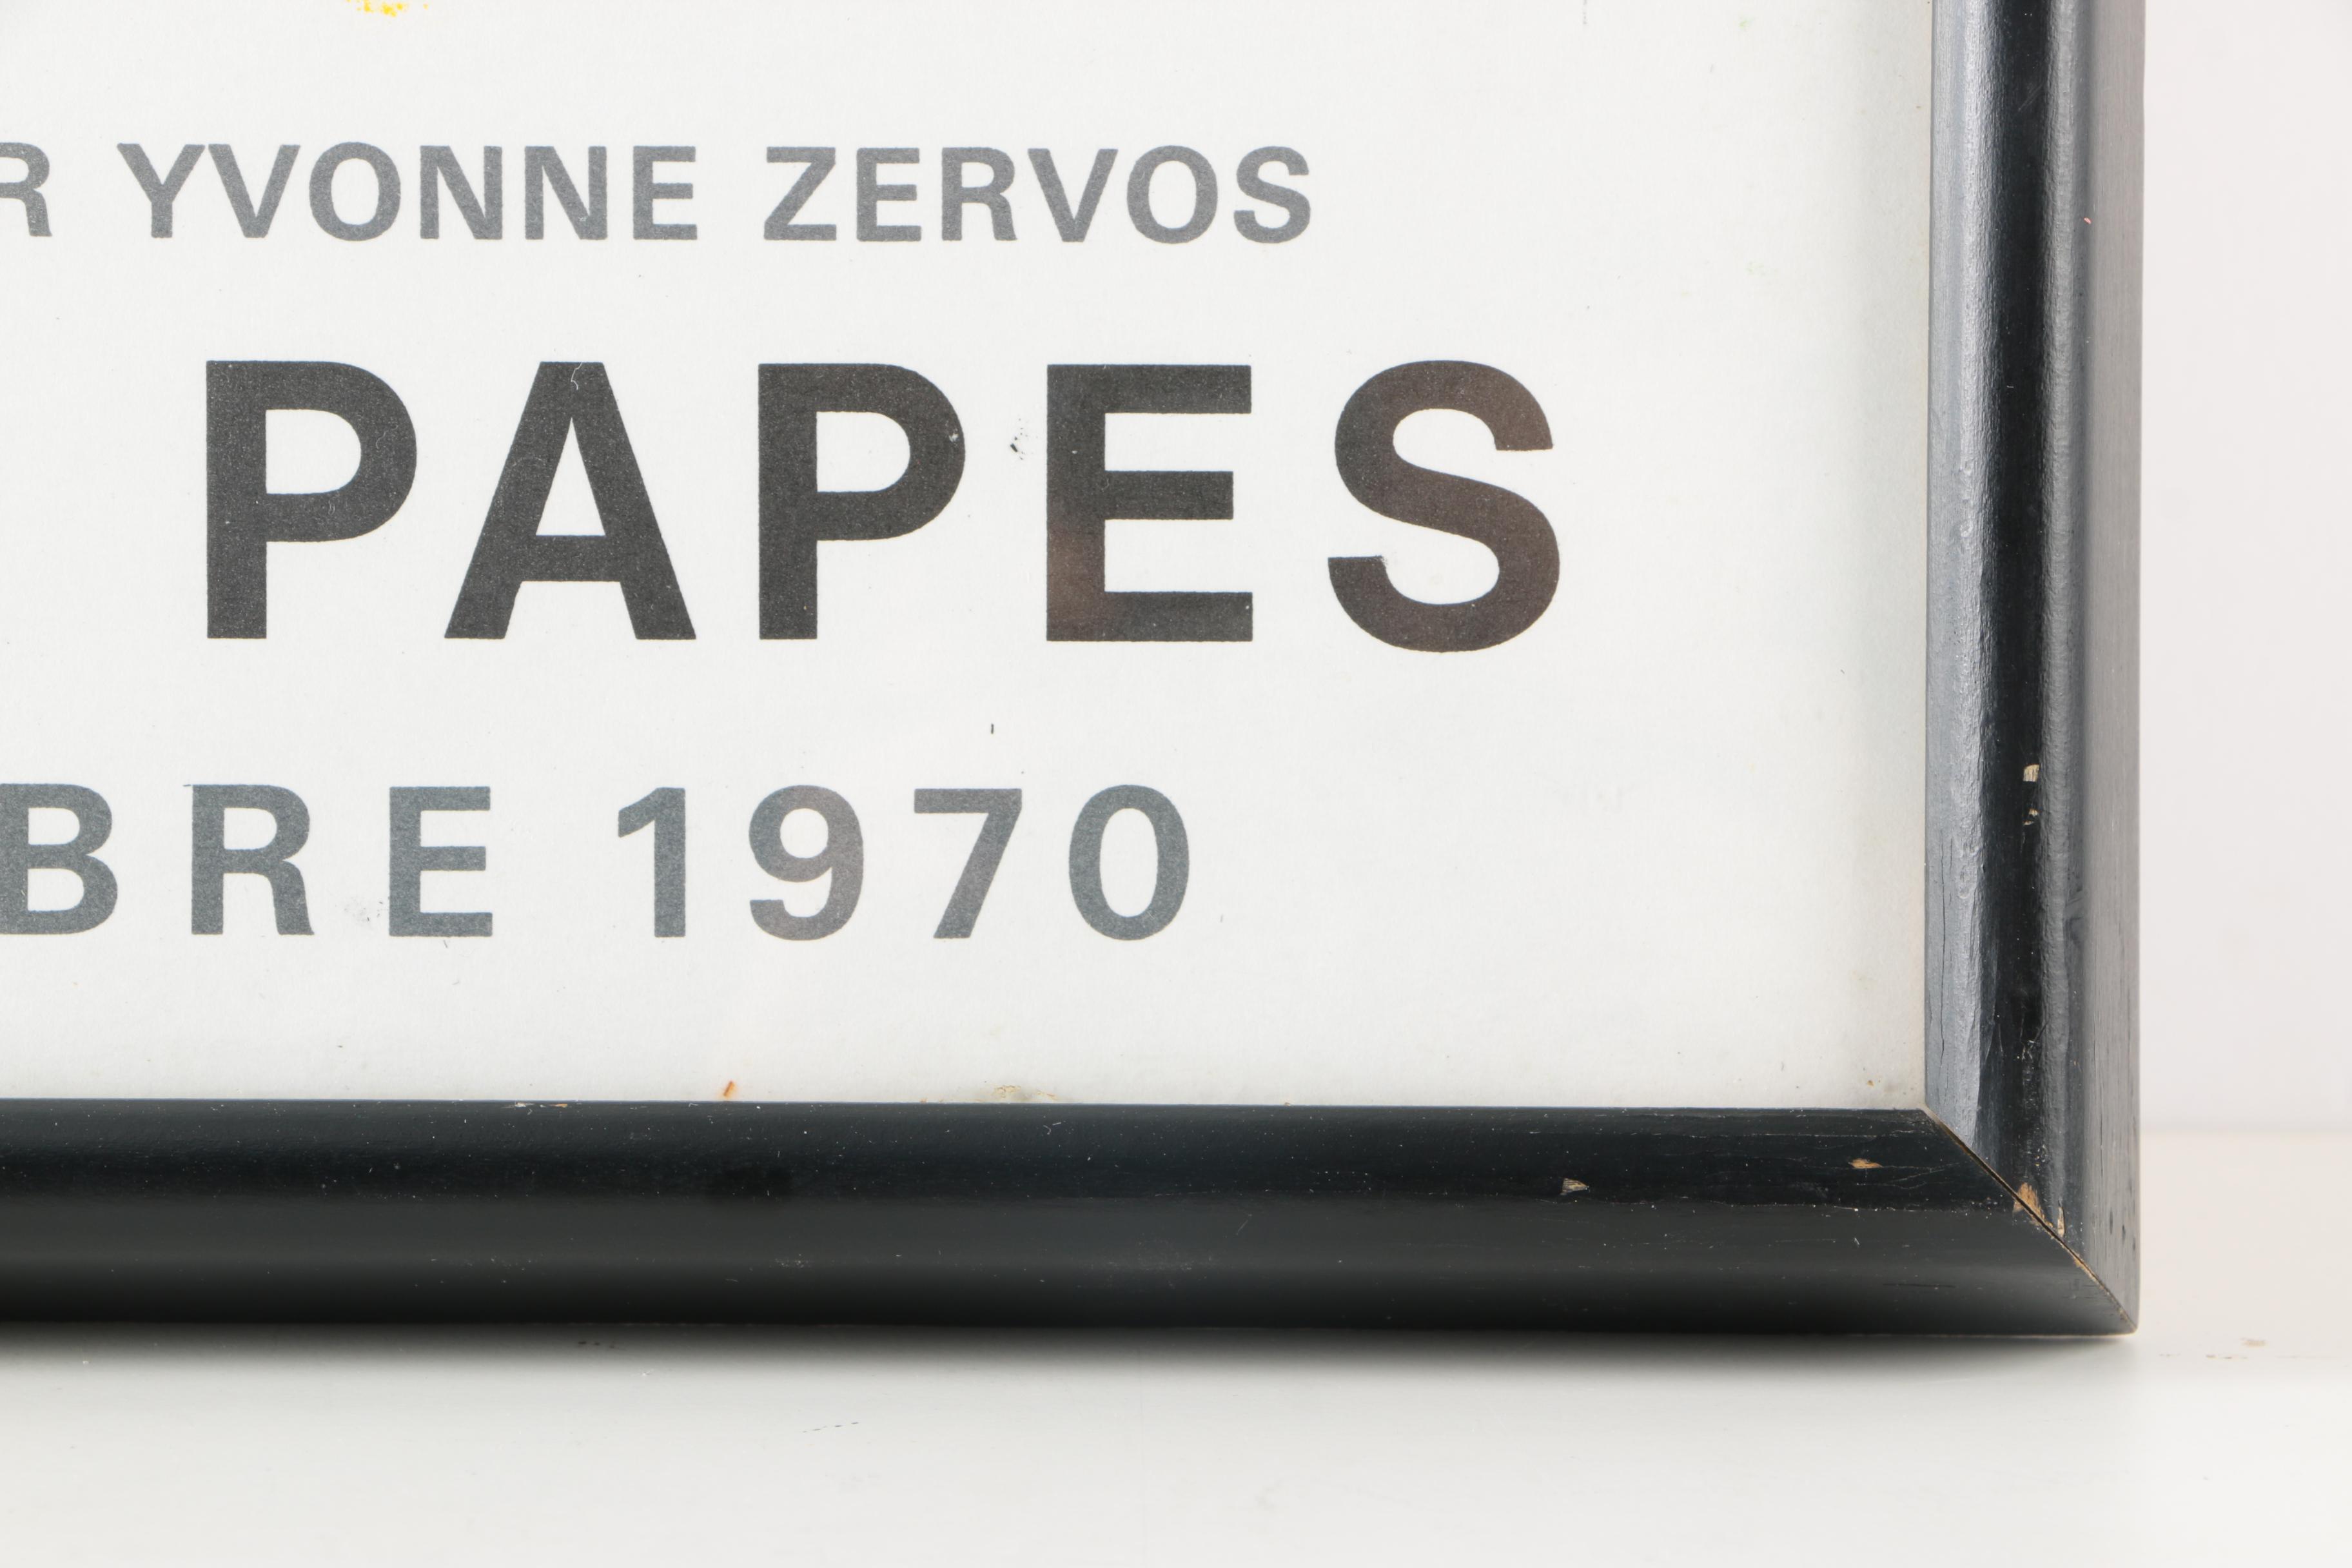 R YVONNE ZERVOS
PAPES
BRE 1970